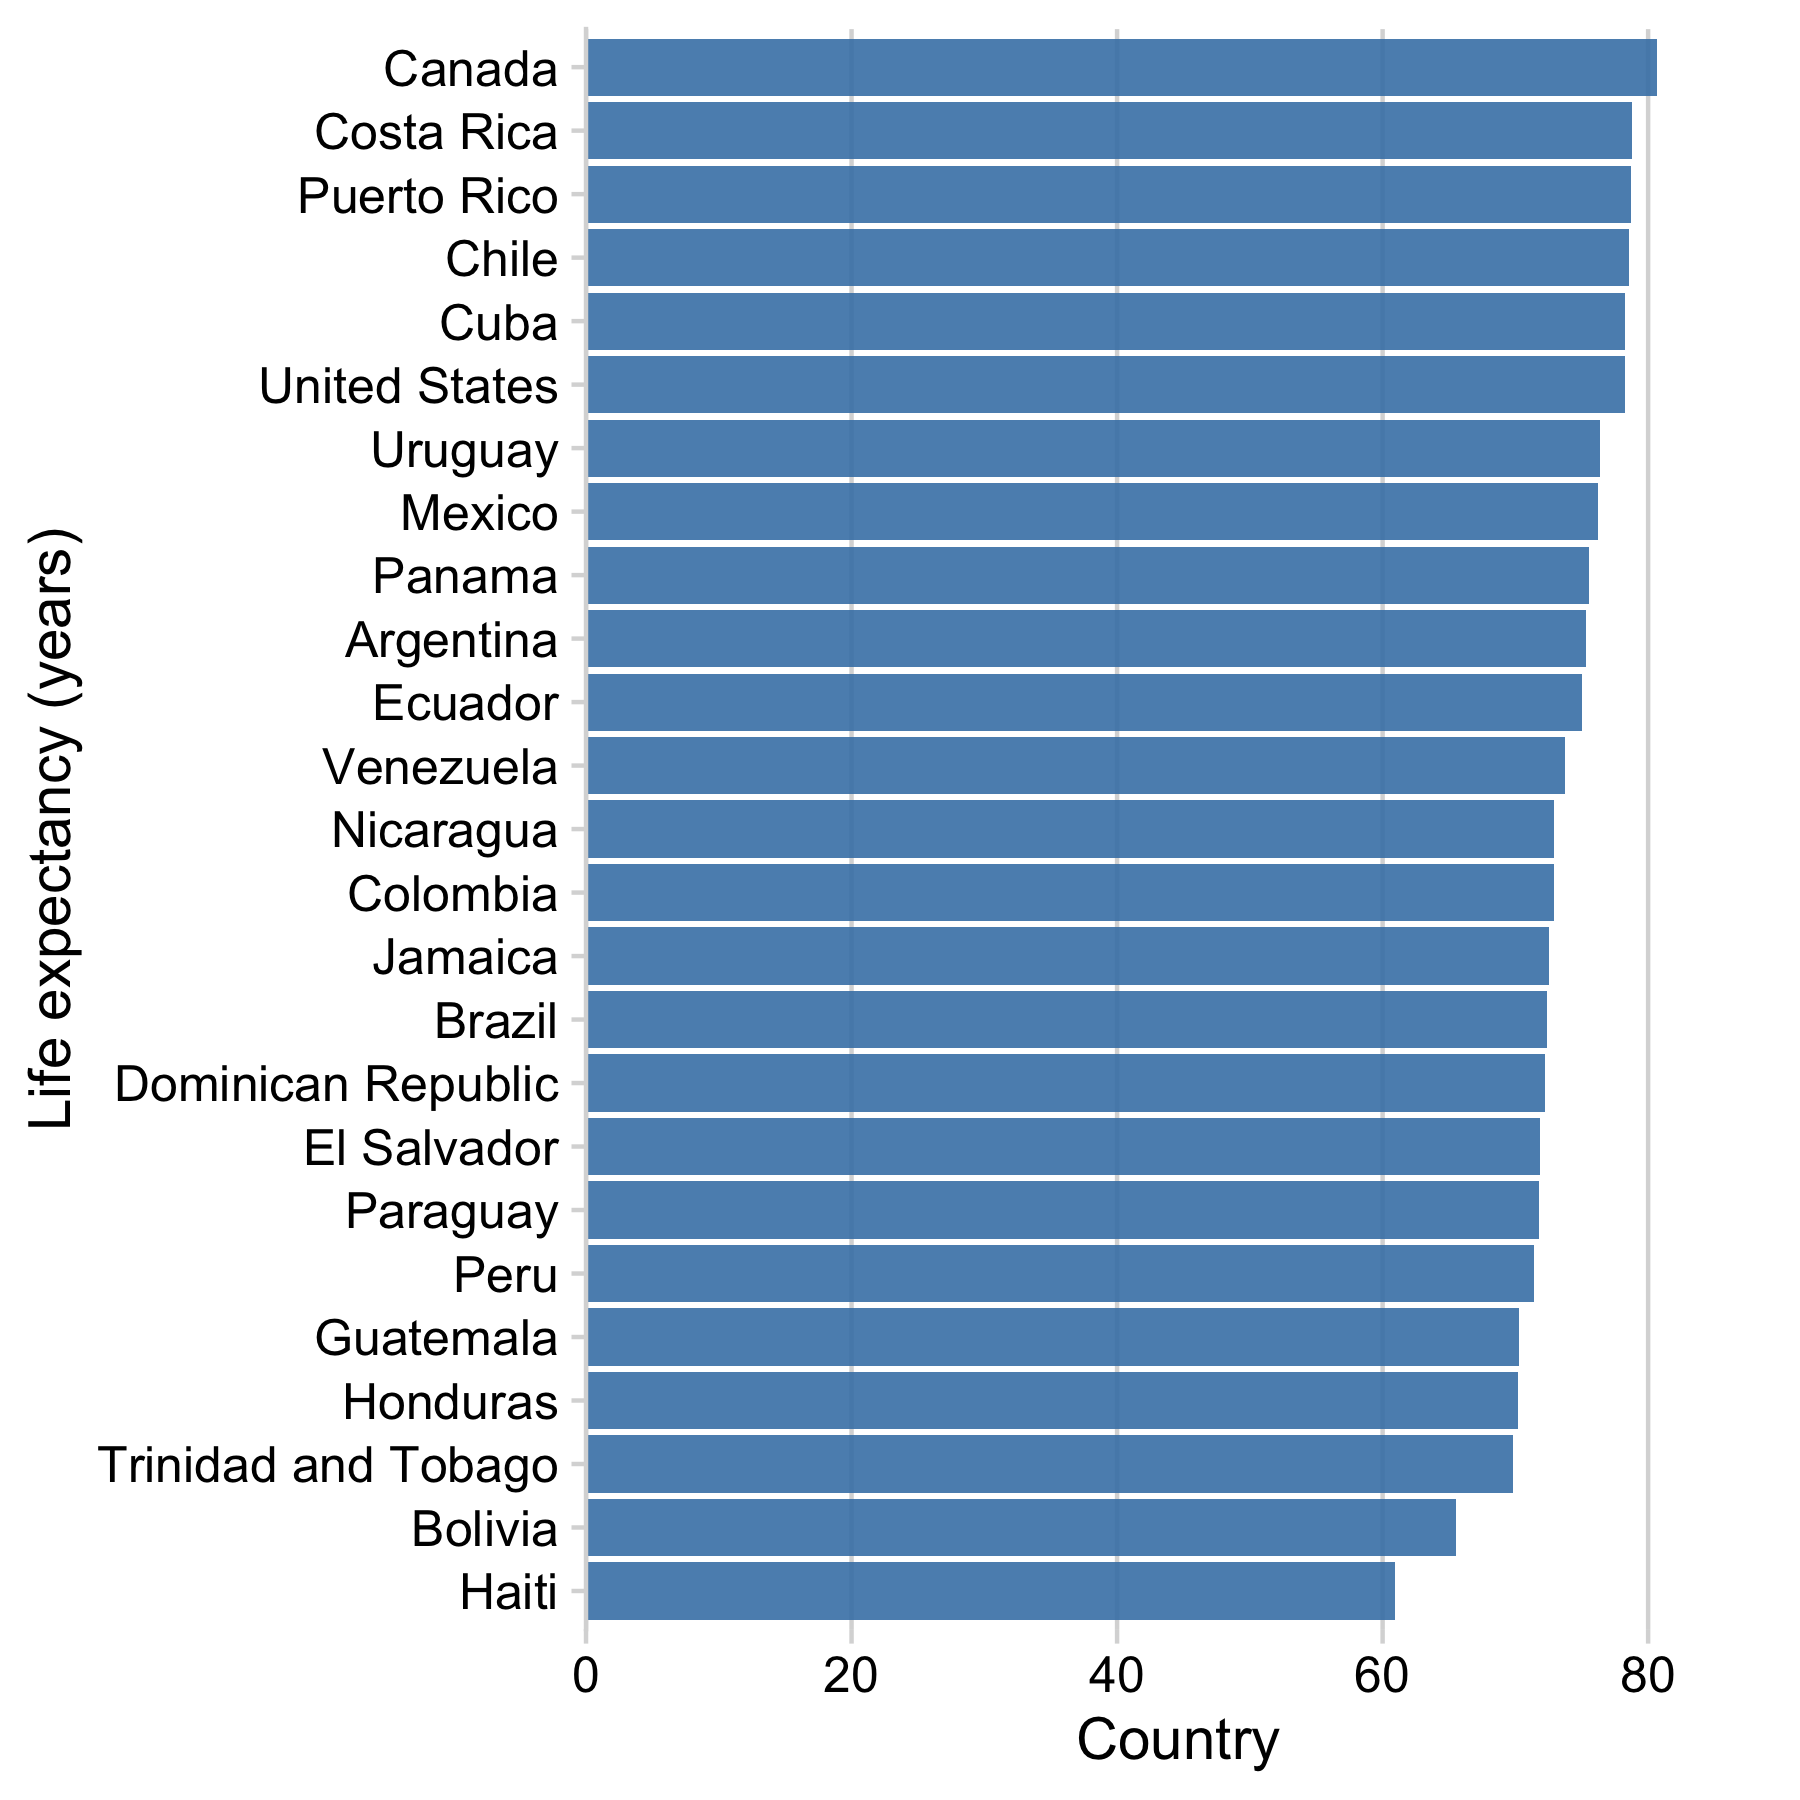 Life expectancy (years)
Canada
Costa Rica
Puerto Rico
Chile
Cuba
United States
Uruguay
Mexico
Panama
Argentina
Ecuador
Venezuela
Nicaragua
Colombia
Jamaica
Brazil
Dominican Republic
El Salvador
Paraguay
Peru
Guatemala
Honduras
Trinidad and Tobago
Bolivia
Haiti
0 20 40 60 80
Country